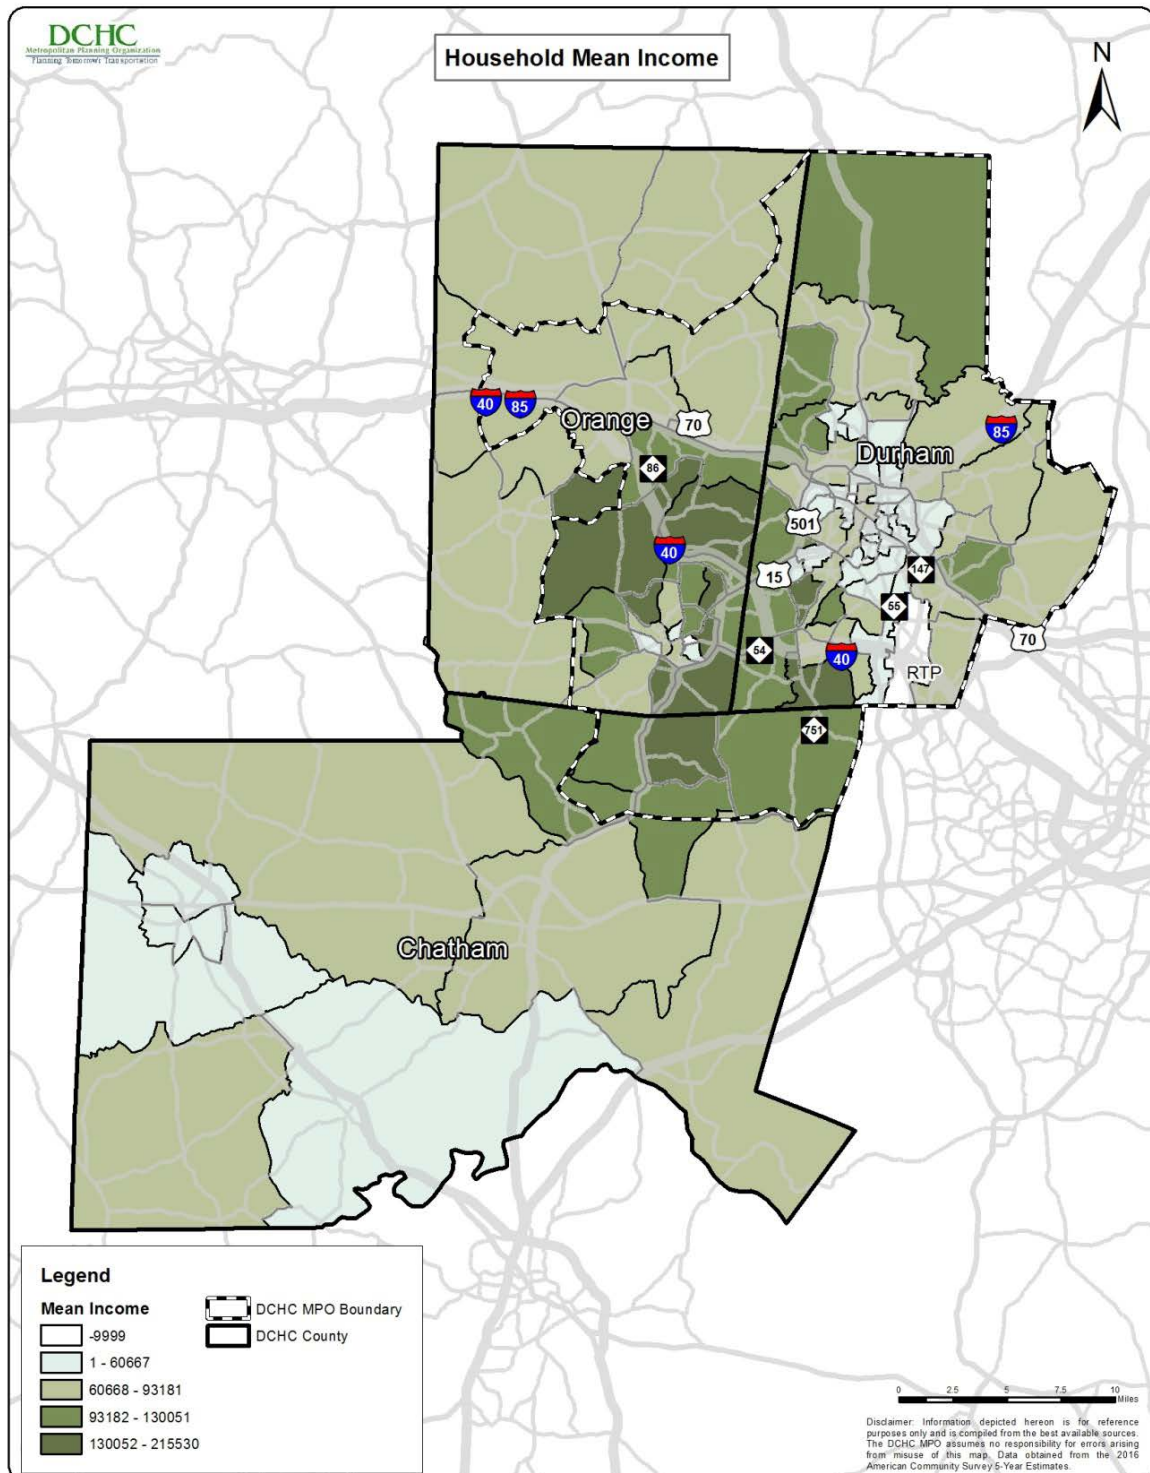 DCHC
Metropolitan Planning Organization
Planning Tomorrow's Transportation
Household Mean Income
N
40
85
Orange
70
86
85
Durham
501
40
15
147
55
54
40
RTP
70
751
Chatham
Legend
Mean Income
-9999
1 - 60667
60668 - 93181
93182 - 130051
130052 - 215530
DCHC MPO Boundary
DCHC County
0 2.5 5 7.5 10
Miles
Disclaimer: Information depicted hereon is for reference
purposes only and is compiled from the best available sources.
The DCHC MPO assumes no responsibility for errors arising
from misuse of this map. Data obtained from the 2016
American Community Survey 5-Year Estimates.